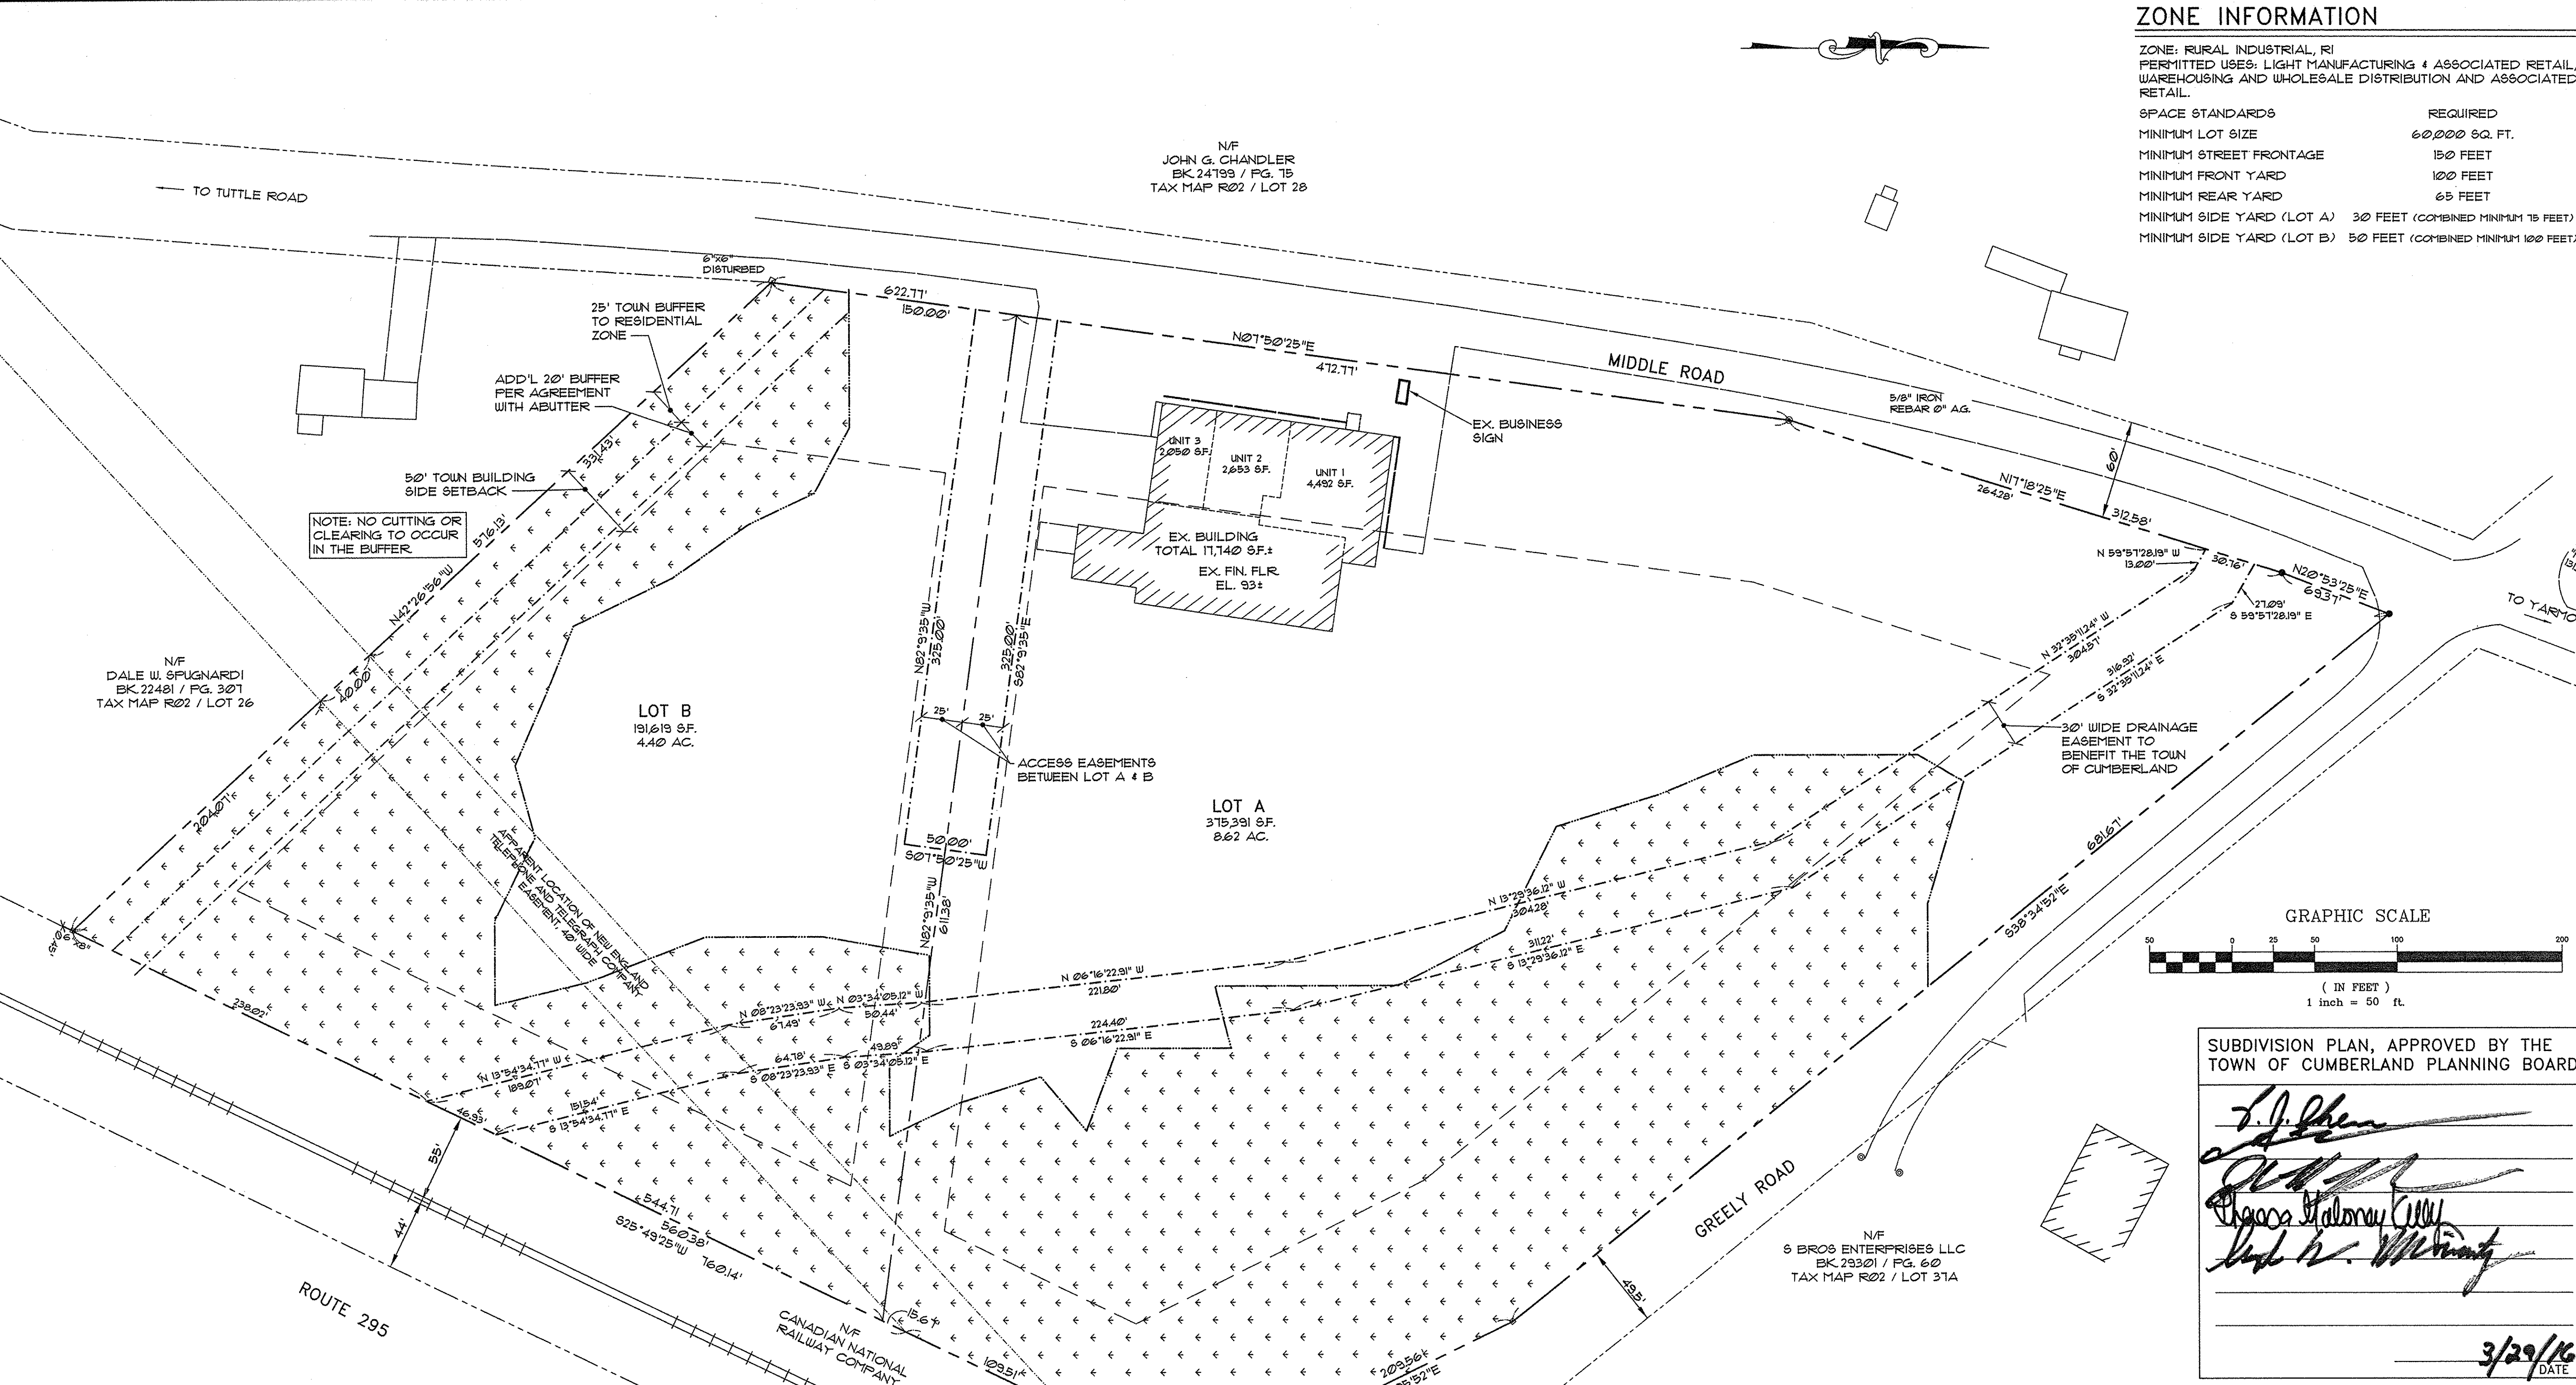 ZONE INFORMATION
ZONE: RURAL INDUSTRIAL, RI
PERMITTED USES: LIGHT MANUFACTURING & ASSOCIATED RETAIL,
WAREHOUSING AND WHOLESALE DISTRIBUTION AND ASSOCIATED
RETAIL.
SPACE STANDARDS REQUIRED
MINIMUM LOT SIZE 60,000 SQ. FT.
MINIMUM STREET FRONTAGE 150 FEET
MINIMUM FRONT YARD 100 FEET
MINIMUM REAR YARD 65 FEET
MINIMUM SIDE YARD (LOT A) 30 FEET (COMBINED MINIMUM 75 FEET)
MINIMUM SIDE YARD (LOT B) 50 FEET (COMBINED MINIMUM 100 FEET)
N/F
JOHN G. CHANDLER
BK.24799 / PG. 75
TAX MAP R02 / LOT 28
TO TUTTLE ROAD
6"x6"
DISTURBED
622.77'
150.00'
N07°50'25"E
472.77'
MIDDLE ROAD
5/8" IRON
REBAR 0" A.G.
60'
N17°18'25"E
264.28'
312.58'
N 59°57'28.19" W
13.00'
30.76'
N20°53'25"E
69.37'
27.09'
S 59°57'28.19" E
25' TOWN BUFFER
TO RESIDENTIAL
ZONE
ADD'L 20' BUFFER
PER AGREEMENT
WITH ABUTTER
50' TOWN BUILDING
SIDE SETBACK
NOTE: NO CUTTING OR
CLEARING TO OCCUR
IN THE BUFFER.
331.43'
576.13'
N42°26'56"W
40.00'
204.07'
EX. BUSINESS
SIGN
UNIT 3
2,050 S.F.
UNIT 2
2,653 S.F.
UNIT 1
4,492 S.F.
EX. BUILDING
TOTAL 17,740 S.F.±
EX. FIN. FLR.
EL. 93±
N82°9'35"W
325.00'
325.00'
S82°9'35"E
25'
25'
ACCESS EASEMENTS
BETWEEN LOT A & B
50.00'
S07°50'25"W
N82°9'35"W
611.38'
N/F
DALE W. SPUGNARDI
BK.22481 / PG. 307
TAX MAP R02 / LOT 26
LOT B
191,619 S.F.
4.40 AC.
LOT A
375,391 S.F.
8.62 AC.
N 32°35'11.24" W
304.57'
316.92'
S 32°35'11.24" E
30' WIDE DRAINAGE
EASEMENT TO
BENEFIT THE TOWN
OF CUMBERLAND
681.67'
S38°34'52"E
APPARENT LOCATION OF NEW ENGLAND
TELEPHONE AND TELEGRAPH COMPANY
EASEMENT, 40' WIDE
N 13°29'36.12" W
304.28'
311.22'
S 13°29'36.12" E
N 06°16'22.91" W
221.80'
224.40'
S 06°16'22.91" E
N 08°23'23.93" W
67.49'
N 03°34'05.12" W
50.44'
64.78'
S 08°23'23.93" E
49.89'
S 03°34'05.12" E
N 13°54'34.77" W
189.07'
151.54'
S 13°54'34.77" E
238.02'
46.93'
55'
44'
544.71
560.38'
S25°49'25"W
760.14'
15.67'
109.51'
209.56'
ROUTE 295
N/F
CANADIAN NATIONAL
RAILWAY COMPANY
GREELY ROAD
49.5'
N/F
S BROS ENTERPRISES LLC
BK.29301 / PG. 60
TAX MAP R02 / LOT 37A
GRAPHIC SCALE
50 0 25 50 100 200
( IN FEET )
1 inch = 50 ft.
SUBDIVISION PLAN, APPROVED BY THE
TOWN OF CUMBERLAND PLANNING BOARD
3/29/16
DATE